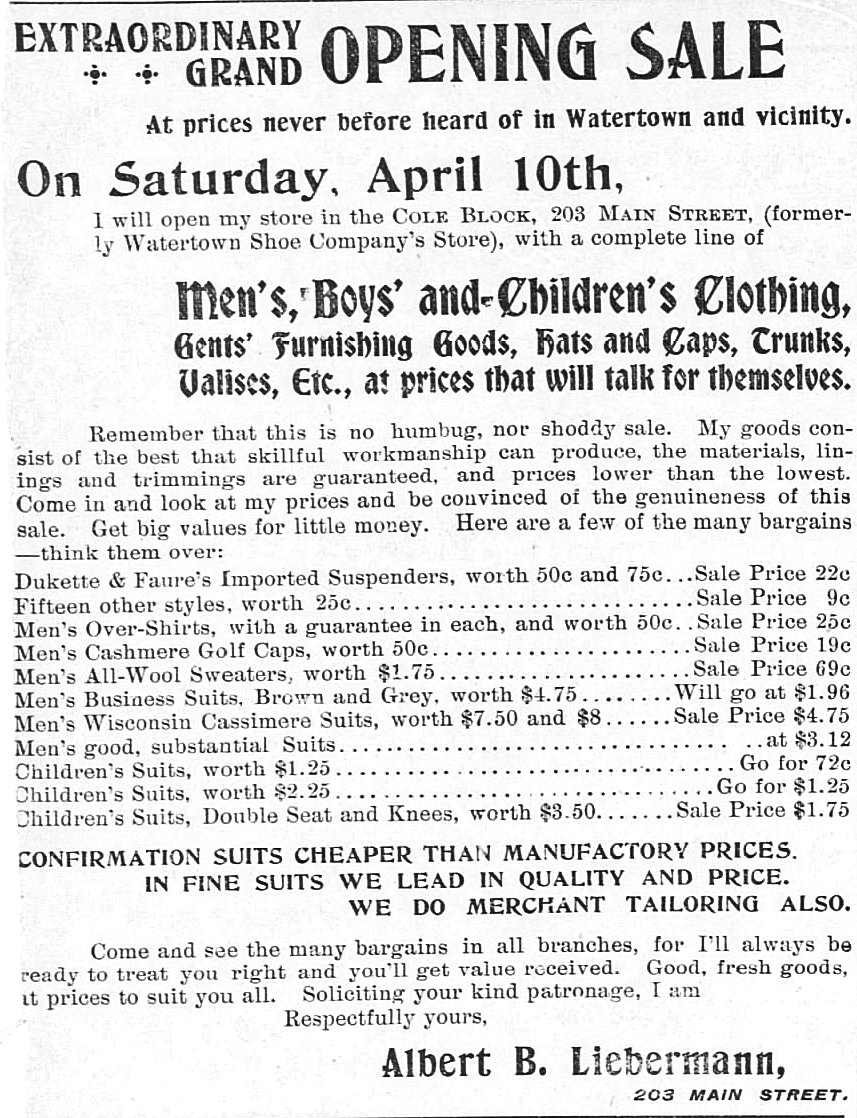 EXTRAORDINARY
GRAND
OPENING SALE
At prices never before heard of in Watertown and vicinity.
On Saturday, April 10th,
I will open my store in the COLE BLOCK, 203 MAIN STREET, (former-
ly Watertown Shoe Company's Store), with a complete line of
Men's, Boys' and Children's Clothing,
Gents' Furnishing Goods, Hats and Caps, Trunks,
Valises, Etc., at prices that will talk for themselves.
Remember that this is no humbug, nor shoddy sale. My goods con-
sist of the best that skillful workmanship can produce, the materials, lin-
ings and trimmings are guaranteed, and prices lower than the lowest.
Come in and look at my prices and be convinced of the genuineness of this
sale. Get big values for little money. Here are a few of the many bargains
—think them over:
Dukette & Faure's Imported Suspenders, worth 50c and 75c...Sale Price 22c
Fifteen other styles, worth 25c.................................Sale Price 9c
Men's Over-Shirts, with a guarantee in each, and worth 50c..Sale Price 25c
Men's Cashmere Golf Caps, worth 50c.........................Sale Price 19c
Men's All-Wool Sweaters, worth $1.75........................Sale Price 69c
Men's Business Suits, Brown and Grey, worth $4.75.........Will go at $1.96
Men's Wisconsin Cassimere Suits, worth $7.50 and $8......Sale Price $4.75
Men's good, substantial Suits.......................................at $3.12
Children's Suits, worth $1.25.......................................Go for 72c
Children's Suits, worth $2.25.....................................Go for $1.25
Children's Suits, Double Seat and Knees, worth $3.50.......Sale Price $1.75
CONFIRMATION SUITS CHEAPER THAN MANUFACTORY PRICES.
IN FINE SUITS WE LEAD IN QUALITY AND PRICE.
WE DO MERCHANT TAILORING ALSO.
Come and see the many bargains in all branches, for I'll always be
ready to treat you right and you'll get value received. Good, fresh goods,
at prices to suit you all. Soliciting your kind patronage, I am
Respectfully yours,
Albert B. Liebermann,
203 MAIN STREET.